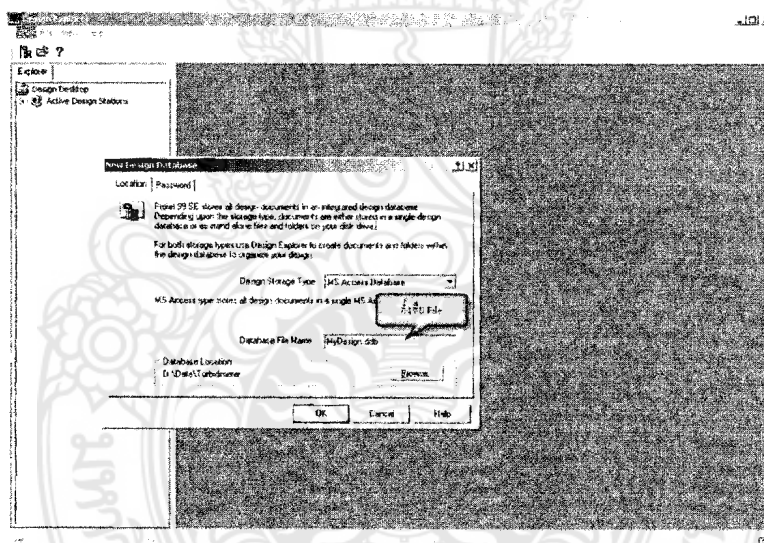 Explorer
Design Desktop
Active Design Stations
New Design Database
Location
Password
Protel 99 SE stores all design documents in an integrated design database.
Depending upon the storage type, documents are either stored in a single design
database or as stand alone files and folders on your disk drive.
For both storage types use Design Explorer to create documents and folders within
the design database to organize your design.
Design Storage Type
MS Access Database
MS Access type stores all design documents in a single MS Ac
File
Database File Name
MyDesign.ddb
Database Location
Browse...
OK
Cancel
Help